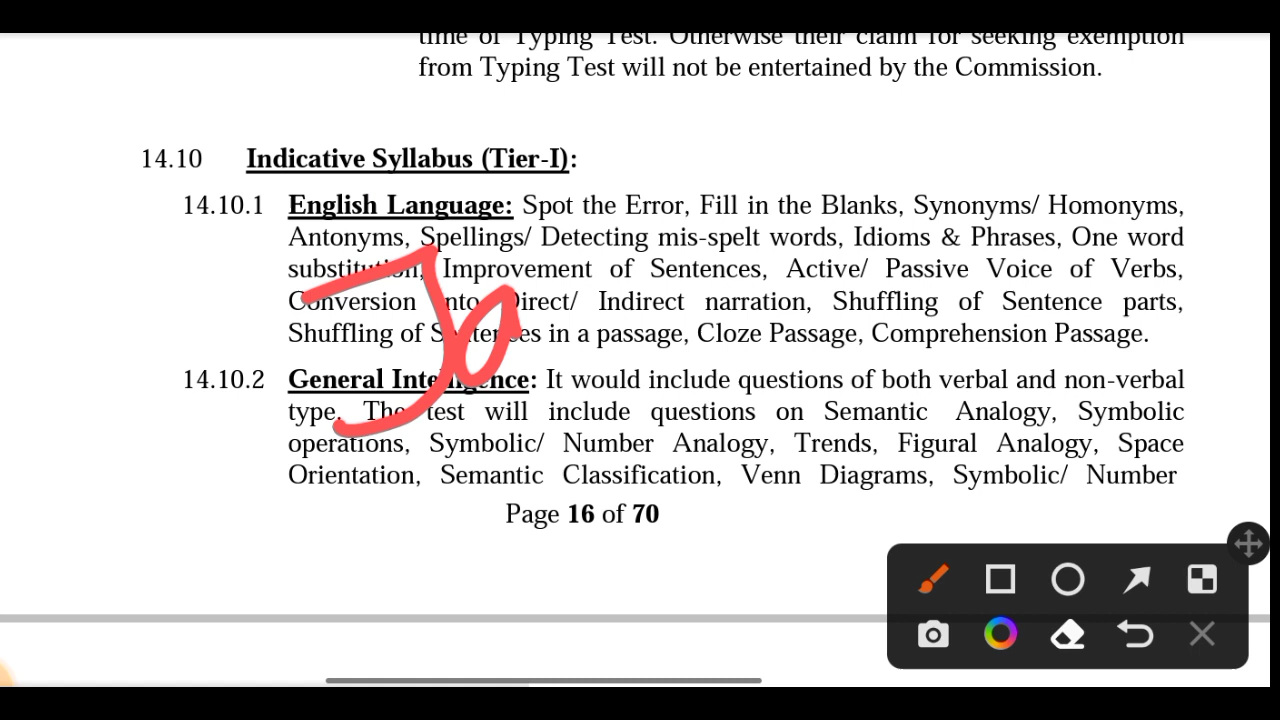 time of Typing Test. Otherwise their claim for seeking exemption
from Typing Test will not be entertained by the Commission.
14.10 Indicative Syllabus (Tier-I):
14.10.1 English Language: Spot the Error, Fill in the Blanks, Synonyms/ Homonyms,
Antonyms, Spellings/ Detecting mis-spelt words, Idioms & Phrases, One word
substitution, Improvement of Sentences, Active/ Passive Voice of Verbs,
Conversion into Direct/ Indirect narration, Shuffling of Sentence parts,
Shuffling of Sentences in a passage, Cloze Passage, Comprehension Passage.
14.10.2 General Intelligence: It would include questions of both verbal and non-verbal
type. The test will include questions on Semantic Analogy, Symbolic
operations, Symbolic/ Number Analogy, Trends, Figural Analogy, Space
Orientation, Semantic Classification, Venn Diagrams, Symbolic/ Number
Page 16 of 70